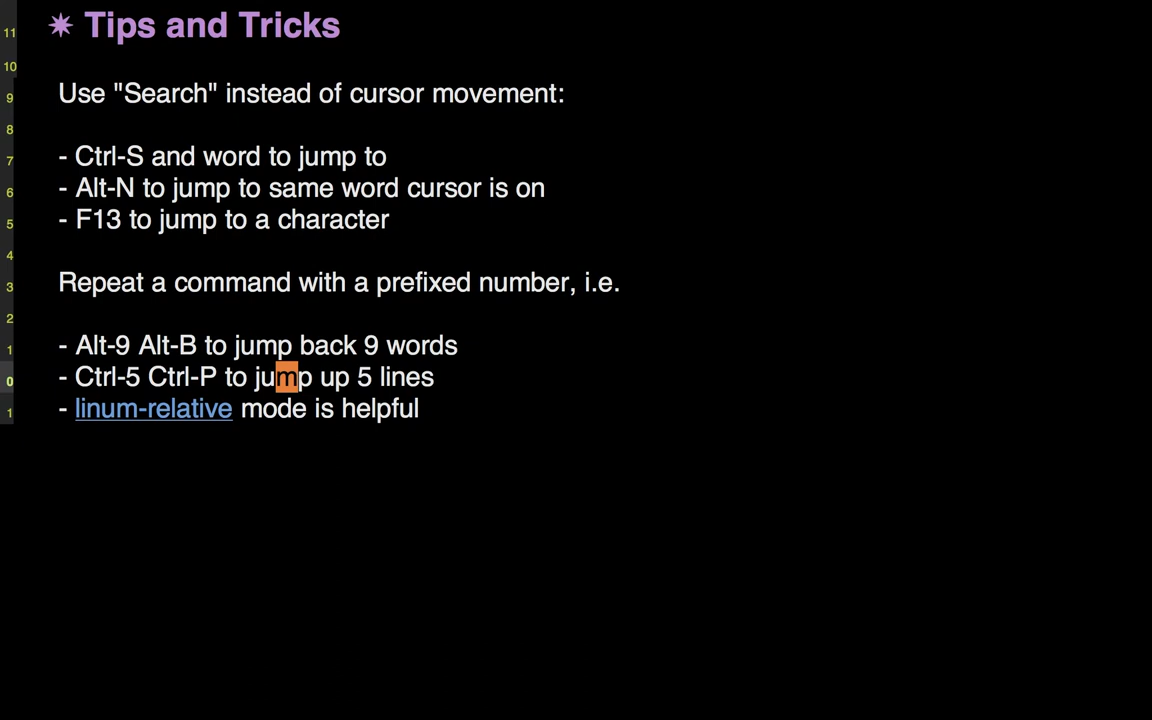 11 ✷ Tips and Tricks
10
9 Use "Search" instead of cursor movement:
8
7 - Ctrl-S and word to jump to
6 - Alt-N to jump to same word cursor is on
5 - F13 to jump to a character
4
3 Repeat a command with a prefixed number, i.e.
2
1 - Alt-9 Alt-B to jump back 9 words
0 - Ctrl-5 Ctrl-P to jump up 5 lines
1 - linum-relative mode is helpful